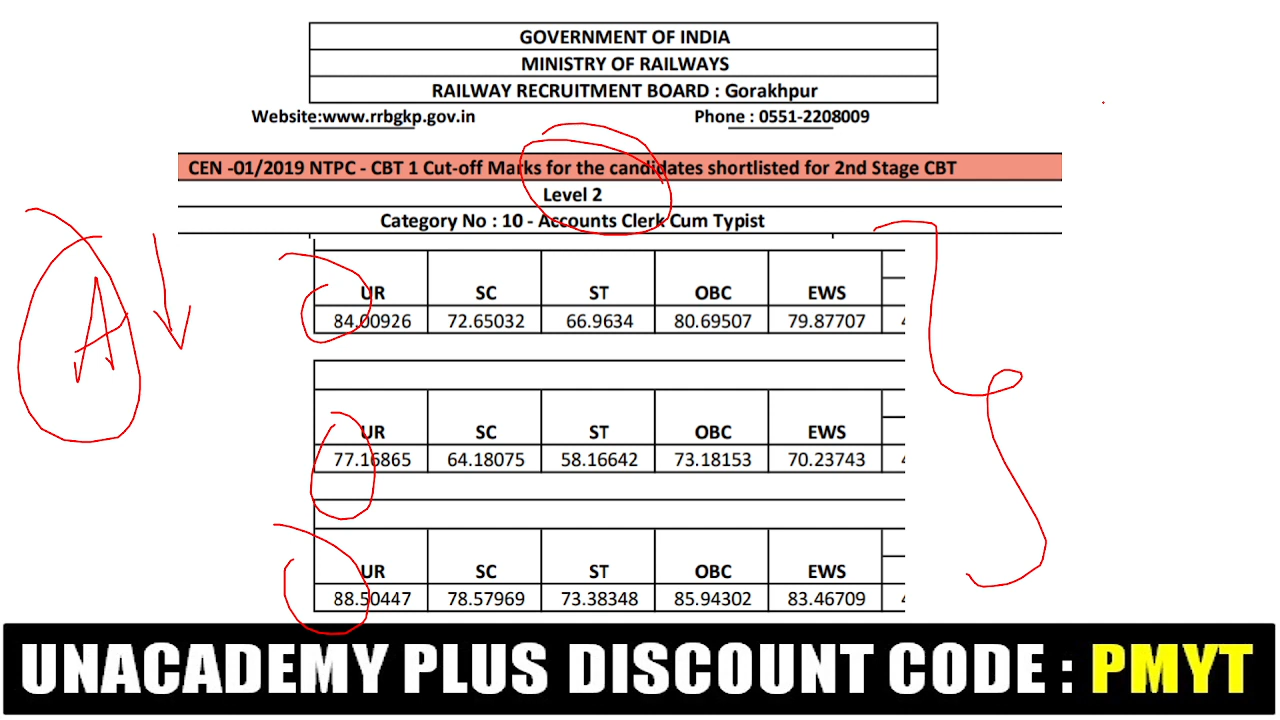 GOVERNMENT OF INDIA
MINISTRY OF RAILWAYS
RAILWAY RECRUITMENT BOARD : Gorakhpur
Website:www.rrbgkp.gov.in Phone : 0551-2208009
CEN -01/2019 NTPC - CBT 1 Cut-off Marks for the candidates shortlisted for 2nd Stage CBT
Level 2
Category No : 10 - Accounts Clerk Cum Typist
UR SC ST OBC EWS
84.00926 72.65032 66.9634 80.69507 79.87707
UR SC ST OBC EWS
77.16865 64.18075 58.16642 73.18153 70.23743
UR SC ST OBC EWS
88.50447 78.57969 73.38348 85.94302 83.46709
A
UNACADEMY PLUS DISCOUNT CODE : PMYT